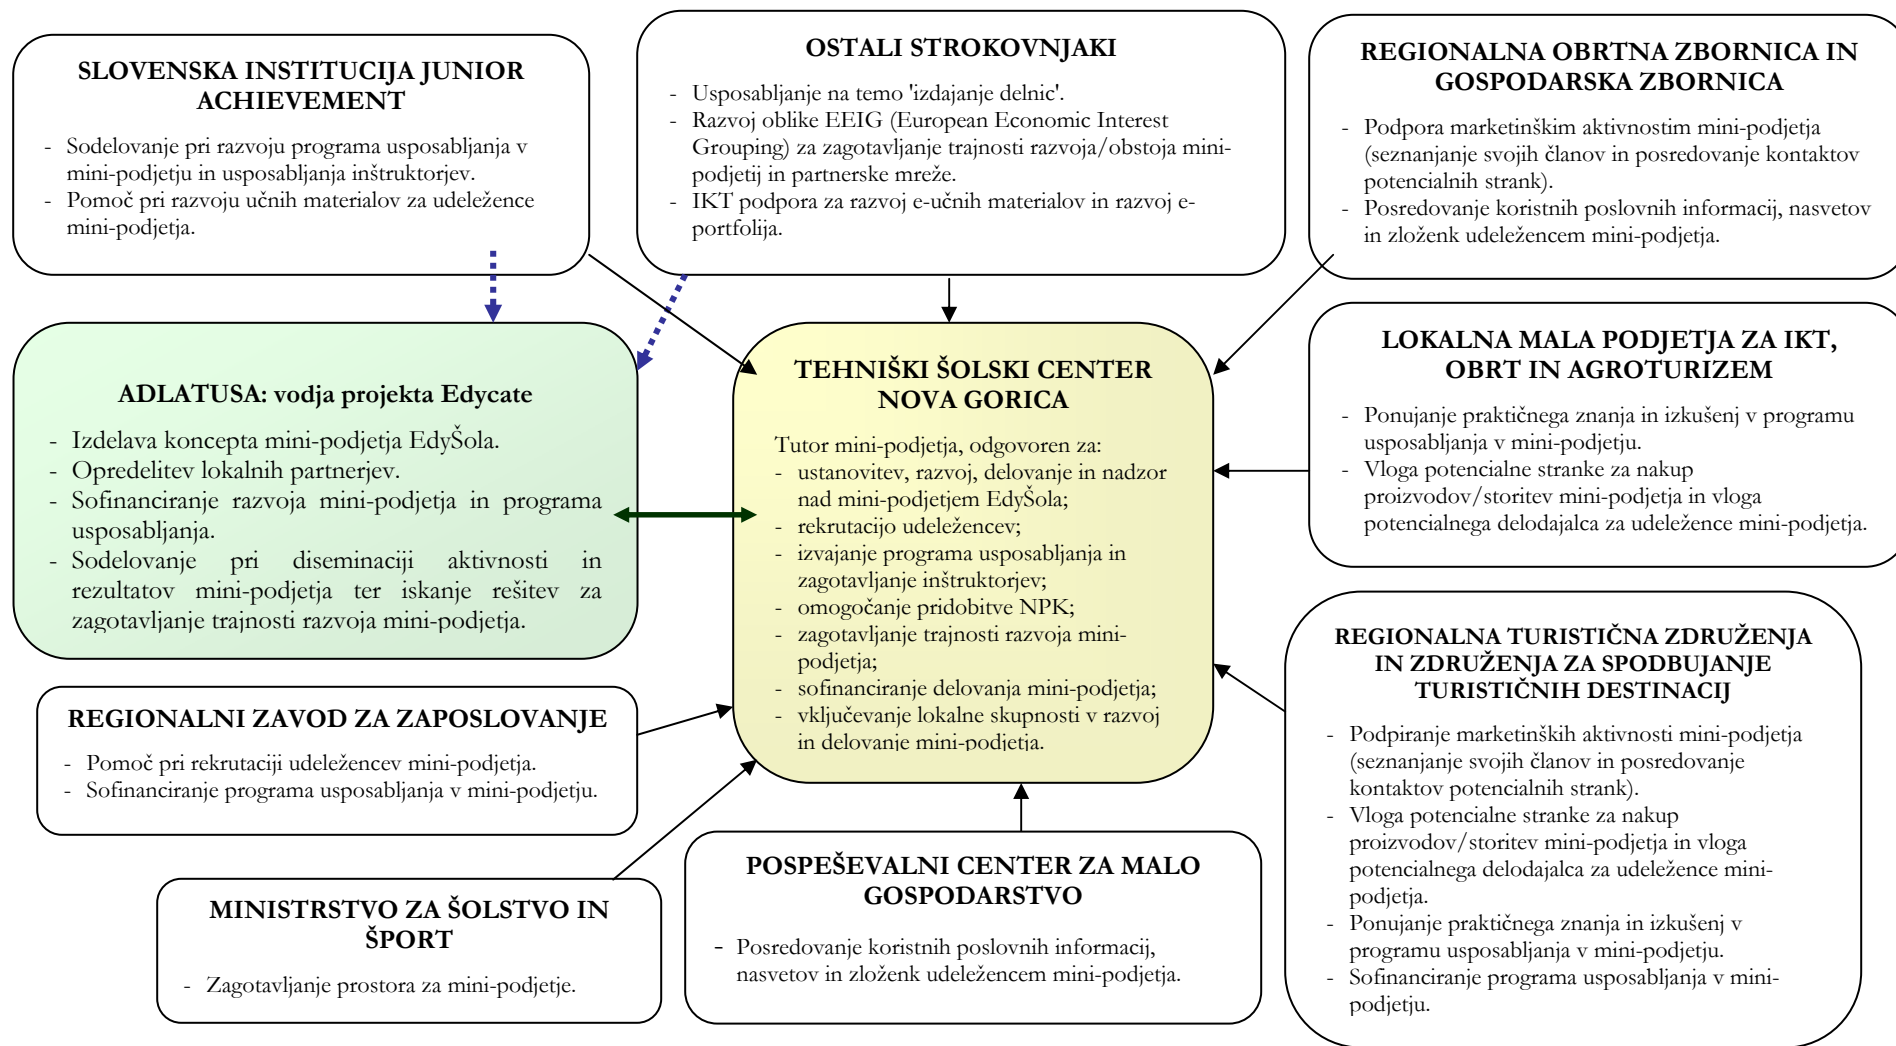 SLOVENSKA INSTITUCIJA JUNIOR
ACHIEVEMENT
- Sodelovanje pri razvoju programa usposabljanja v
mini-podjetju in usposabljanja inštruktorjev.
- Pomoč pri razvoju učnih materialov za udeležence
mini-podjetja.
OSTALI STROKOVNJAKI
- Usposabljanje na temo 'izdajanje delnic'.
- Razvoj oblike EEIG (European Economic Interest
Grouping) za zagotavljanje trajnosti razvoja/obstoja mini-
podjetij in partnerske mreže.
- IKT podpora za razvoj e-učnih materialov in razvoj e-
portfolija.
REGIONALNA OBRTNA ZBORNICA IN
GOSPODARSKA ZBORNICA
- Podpora marketinškim aktivnostim mini-podjetja
(seznanjanje svojih članov in posredovanje kontaktov
potencialnih strank).
- Posredovanje koristnih poslovnih informacij, nasvetov
in zloženk udeležencem mini-podjetja.
ADLATUSA: vodja projekta Edycate
- Izdelava koncepta mini-podjetja EdyŠola.
- Opredelitev lokalnih partnerjev.
- Sofinanciranje razvoja mini-podjetja in programa
usposabljanja.
- Sodelovanje pri diseminaciji aktivnosti in
rezultatov mini-podjetja ter iskanje rešitev za
zagotavljanje trajnosti razvoja mini-podjetja.
TEHNIŠKI ŠOLSKI CENTER
NOVA GORICA
Tutor mini-podjetja, odgovoren za:
- ustanovitev, razvoj, delovanje in nadzor
nad mini-podjetjem EdyŠola;
- rekrutacijo udeležencev;
- izvajanje programa usposabljanja in
zagotavljanje inštruktorjev;
- omogočanje pridobitve NPK;
- zagotavljanje trajnosti razvoja mini-
podjetja;
- sofinanciranje delovanja mini-podjetja;
- vključevanje lokalne skupnosti v razvoj
in delovanje mini-podjetja.
LOKALNA MALA PODJETJA ZA IKT,
OBRT IN AGROTURIZEM
- Ponujanje praktičnega znanja in izkušenj v programu
usposabljanja v mini-podjetju.
- Vloga potencialne stranke za nakup
proizvodov/storitev mini-podjetja in vloga
potencialnega delodajalca za udeležence mini-podjetja.
REGIONALNI ZAVOD ZA ZAPOSLOVANJE
- Pomoč pri rekrutaciji udeležencev mini-podjetja.
- Sofinanciranje programa usposabljanja v mini-podjetju.
REGIONALNA TURISTIČNA ZDRUŽENJA
IN ZDRUŽENJA ZA SPODBUJANJE
TURISTIČNIH DESTINACIJ
- Podpiranje marketinških aktivnosti mini-podjetja
(seznanjanje svojih članov in posredovanje
kontaktov potencialnih strank).
- Vloga potencialne stranke za nakup
proizvodov/storitev mini-podjetja in vloga
potencialnega delodajalca za udeležence mini-
podjetja.
- Ponujanje praktičnega znanja in izkušenj v
programu usposabljanja v mini-podjetju.
- Sofinanciranje programa usposabljanja v mini-
podjetju.
MINISTRSTVO ZA ŠOLSTVO IN
ŠPORT
- Zagotavljanje prostora za mini-podjetje.
POSPEŠEVALNI CENTER ZA MALO
GOSPODARSTVO
- Posredovanje koristnih poslovnih informacij,
nasvetov in zloženk udeležencem mini-podjetja.